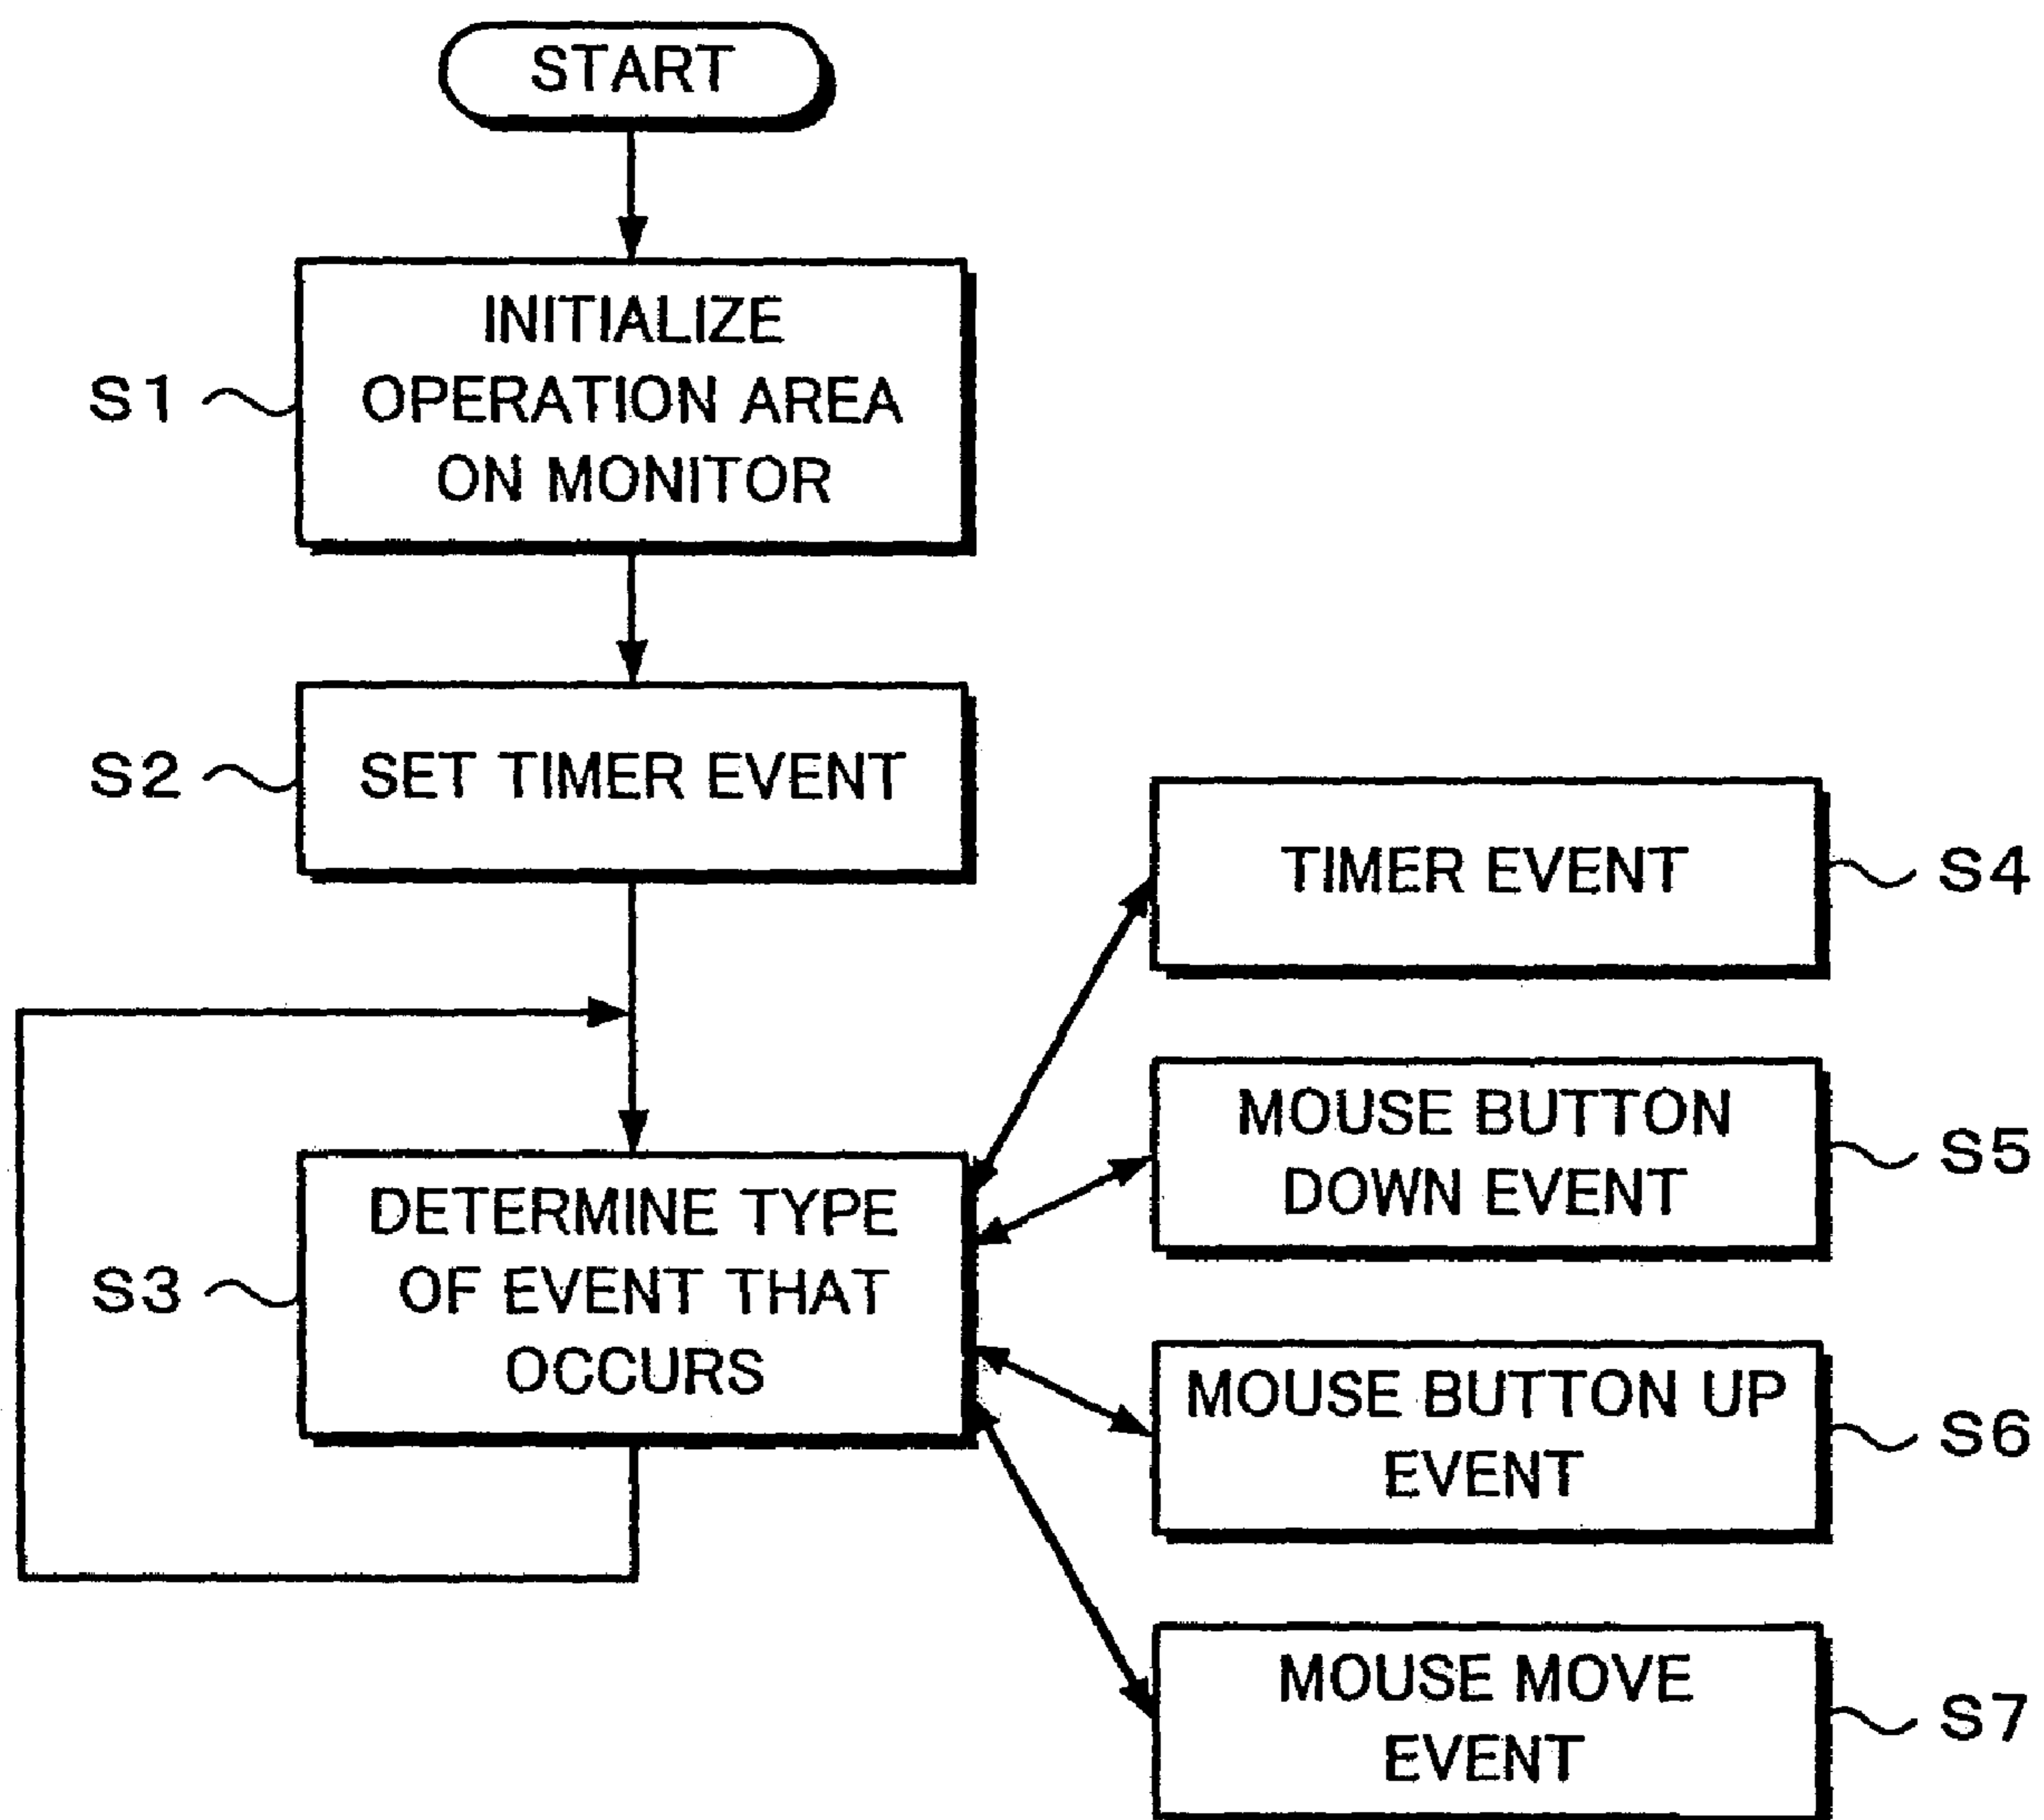 START
S1
INITIALIZE
OPERATION AREA
ON MONITOR
S2
SET TIMER EVENT
TIMER EVENT
S4
MOUSE BUTTON
DOWN EVENT
S5
S3
DETERMINE TYPE
OF EVENT THAT
OCCURS
MOUSE BUTTON UP
EVENT
S6
MOUSE MOVE
EVENT
S7